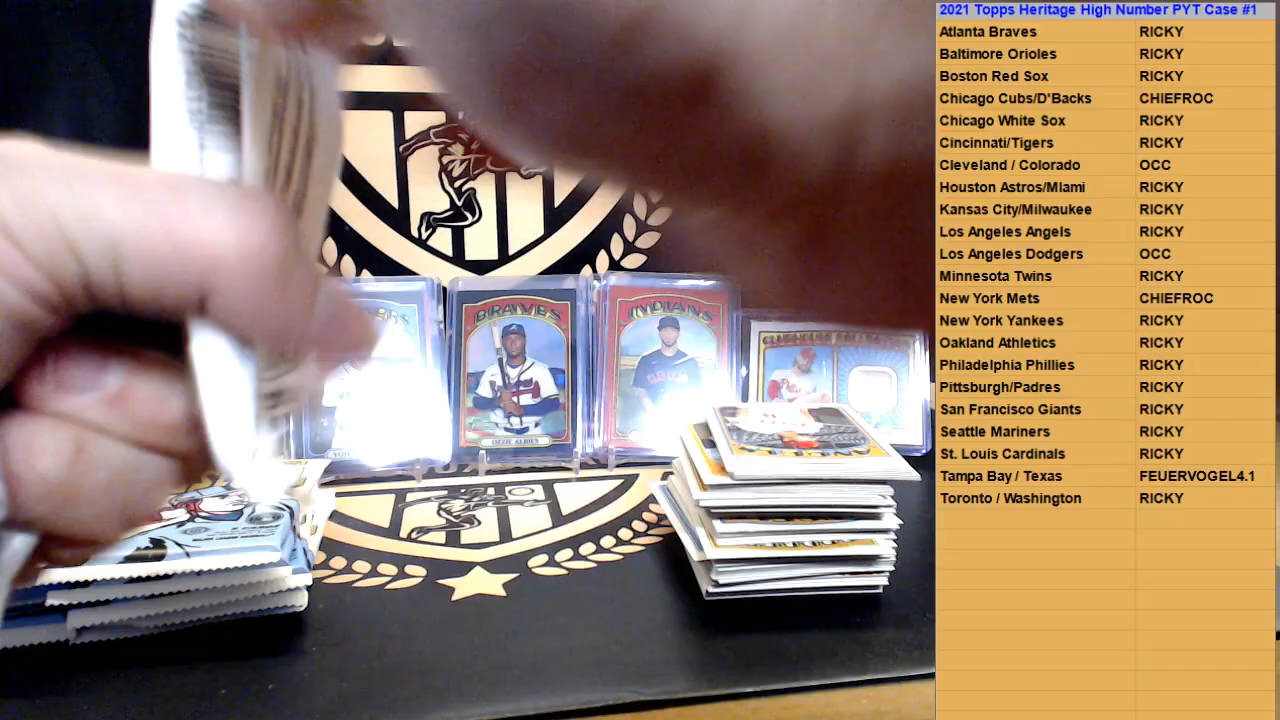 2021 Topps Heritage High Number PYT Case #1
Atlanta Braves RICKY
Baltimore Orioles RICKY
Boston Red Sox RICKY
Chicago Cubs/D'Backs CHIEFROC
Chicago White Sox RICKY
Cincinnati/Tigers RICKY
Cleveland / Colorado OCC
Houston Astros/Miami RICKY
Kansas City/Milwaukee RICKY
Los Angeles Angels RICKY
Los Angeles Dodgers OCC
Minnesota Twins RICKY
New York Mets CHIEFROC
New York Yankees RICKY
Oakland Athletics RICKY
Philadelphia Phillies RICKY
Pittsburgh/Padres RICKY
San Francisco Giants RICKY
Seattle Mariners RICKY
St. Louis Cardinals RICKY
Tampa Bay / Texas FEUERVOGEL4.1
Toronto / Washington RICKY
BRAVES
OZZIE ALBIES
INDIANS
ANGELS